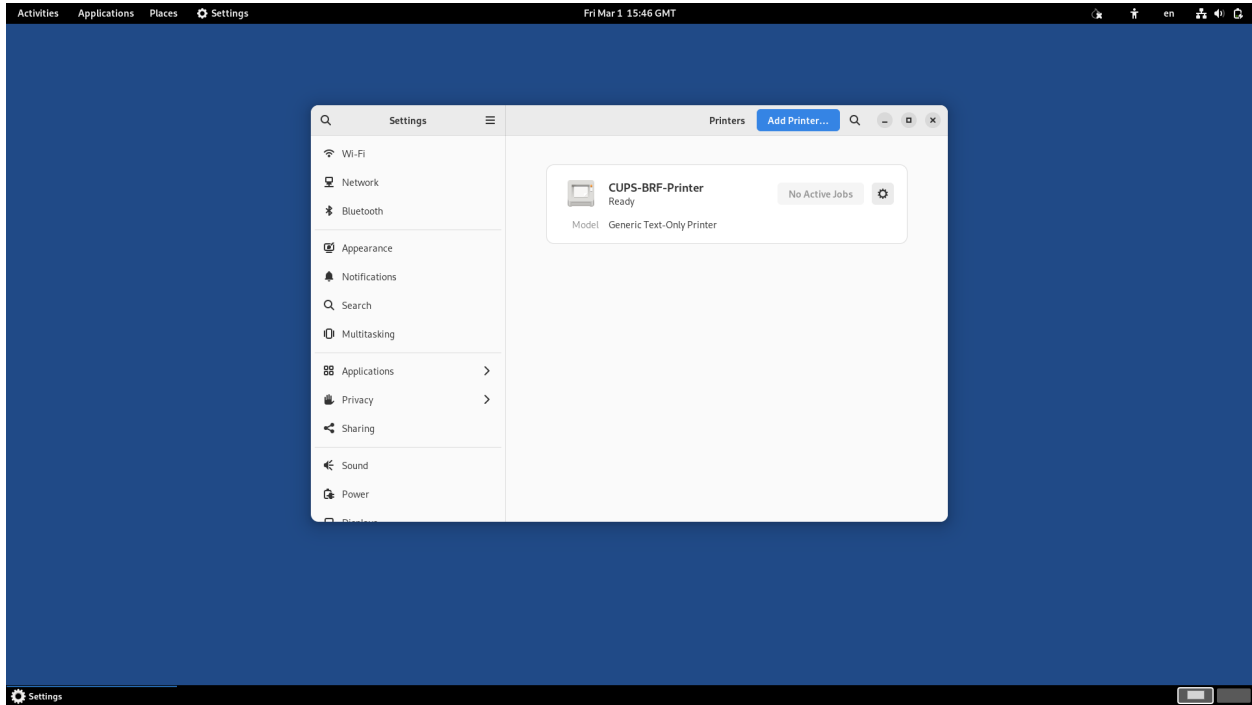 Activities Applications Places Settings Fri Mar 1 15:46 GMT en
Settings Printers Add Printer...
Wi-Fi
Network
Bluetooth
Appearance
Notifications
Search
Multitasking
Applications
Privacy
Sharing
Sound
Power
Displays
CUPS-BRF-Printer
Ready
No Active Jobs
Model Generic Text-Only Printer
Settings